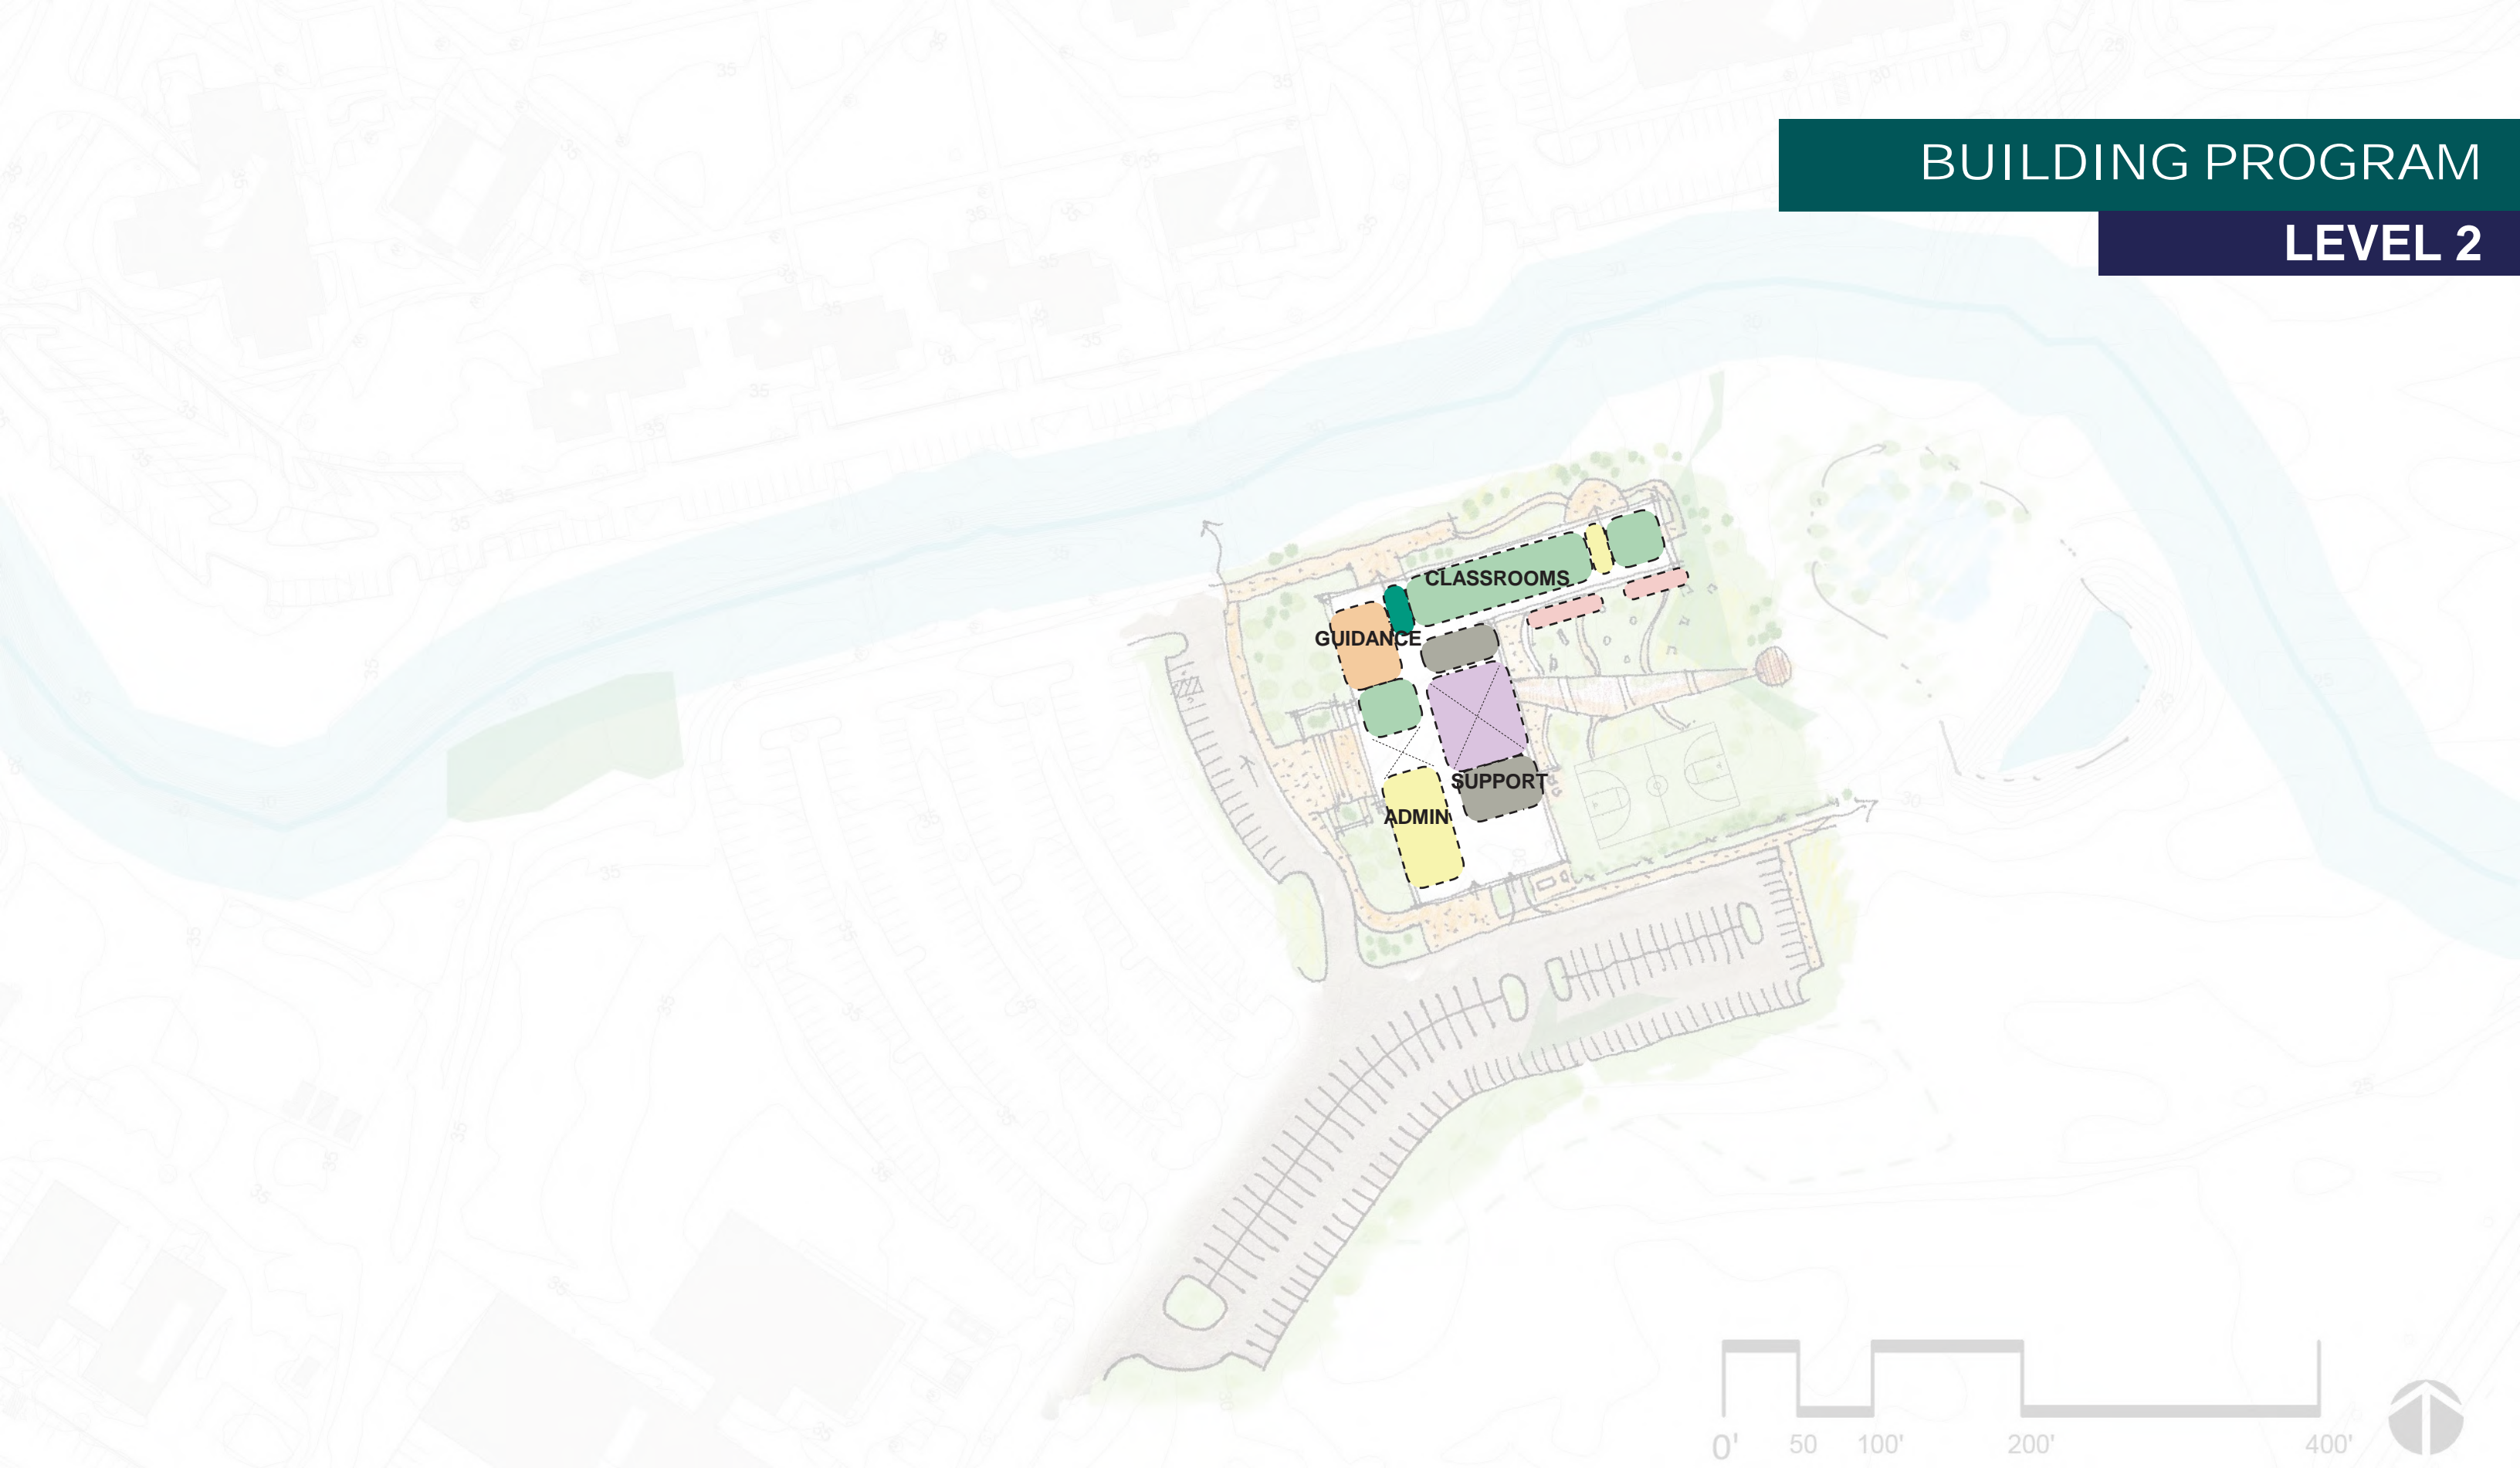 BUILDING PROGRAM
LEVEL 2
CLASSROOMS
GUIDANCE
SUPPORT
ADMIN
0' 50 100' 200' 400'